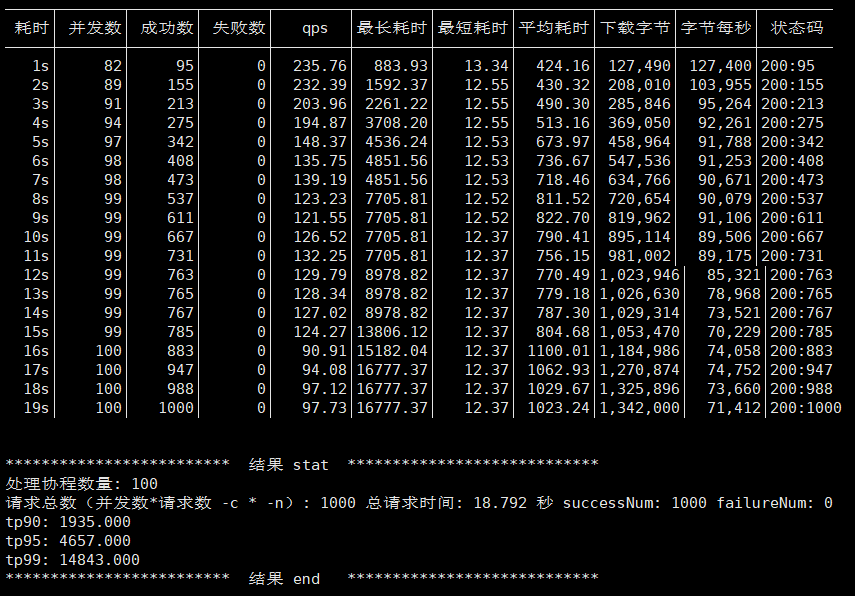 耗时 并发数 成功数 失败数 qps 最长耗时 最短耗时 平均耗时 下载字节 字节每秒 状态码
1s 82 95 0 235.76 883.93 13.34 424.16 127,490 127,400 200:95
2s 89 155 0 232.39 1592.37 12.55 430.32 208,010 103,955 200:155
3s 91 213 0 203.96 2261.22 12.55 490.30 285,846 95,264 200:213
4s 94 275 0 194.87 3708.20 12.55 513.16 369,050 92,261 200:275
5s 97 342 0 148.37 4536.24 12.53 673.97 458,964 91,788 200:342
6s 98 408 0 135.75 4851.56 12.53 736.67 547,536 91,253 200:408
7s 98 473 0 139.19 4851.56 12.53 718.46 634,766 90,671 200:473
8s 99 537 0 123.23 7705.81 12.52 811.52 720,654 90,079 200:537
9s 99 611 0 121.55 7705.81 12.52 822.70 819,962 91,106 200:611
10s 99 667 0 126.52 7705.81 12.37 790.41 895,114 89,506 200:667
11s 99 731 0 132.25 7705.81 12.37 756.15 981,002 89,175 200:731
12s 99 763 0 129.79 8978.82 12.37 770.49 1,023,946 85,321 200:763
13s 99 765 0 128.34 8978.82 12.37 779.18 1,026,630 78,968 200:765
14s 99 767 0 127.02 8978.82 12.37 787.30 1,029,314 73,521 200:767
15s 99 785 0 124.27 13806.12 12.37 804.68 1,053,470 70,229 200:785
16s 100 883 0 90.91 15182.04 12.37 1100.01 1,184,986 74,058 200:883
17s 100 947 0 94.08 16777.37 12.37 1062.93 1,270,874 74,752 200:947
18s 100 988 0 97.12 16777.37 12.37 1029.67 1,325,896 73,660 200:988
19s 100 1000 0 97.73 16777.37 12.37 1023.24 1,342,000 71,412 200:1000
************************* 结果 stat ****************************
处理协程数量: 100
请求总数（并发数*请求数 -c * -n）: 1000 总请求时间: 18.792 秒 successNum: 1000 failureNum: 0
tp90: 1935.000
tp95: 4657.000
tp99: 14843.000
************************* 结果 end ****************************